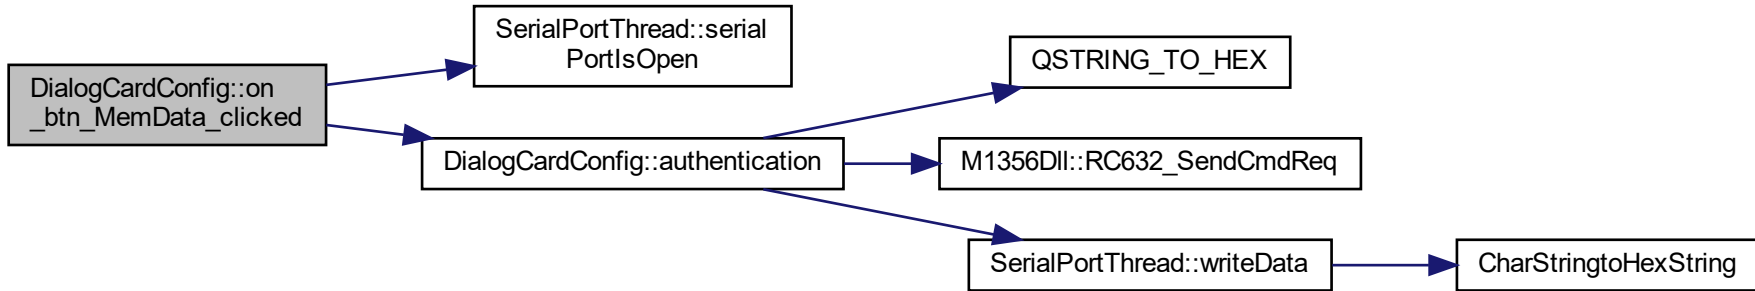 DialogCardConfig::on
_btn_MemData_clicked
SerialPortThread::serial
PortIsOpen
DialogCardConfig::authentication
QSTRING_TO_HEX
M1356Dll::RC632_SendCmdReq
SerialPortThread::writeData
CharStringtoHexString